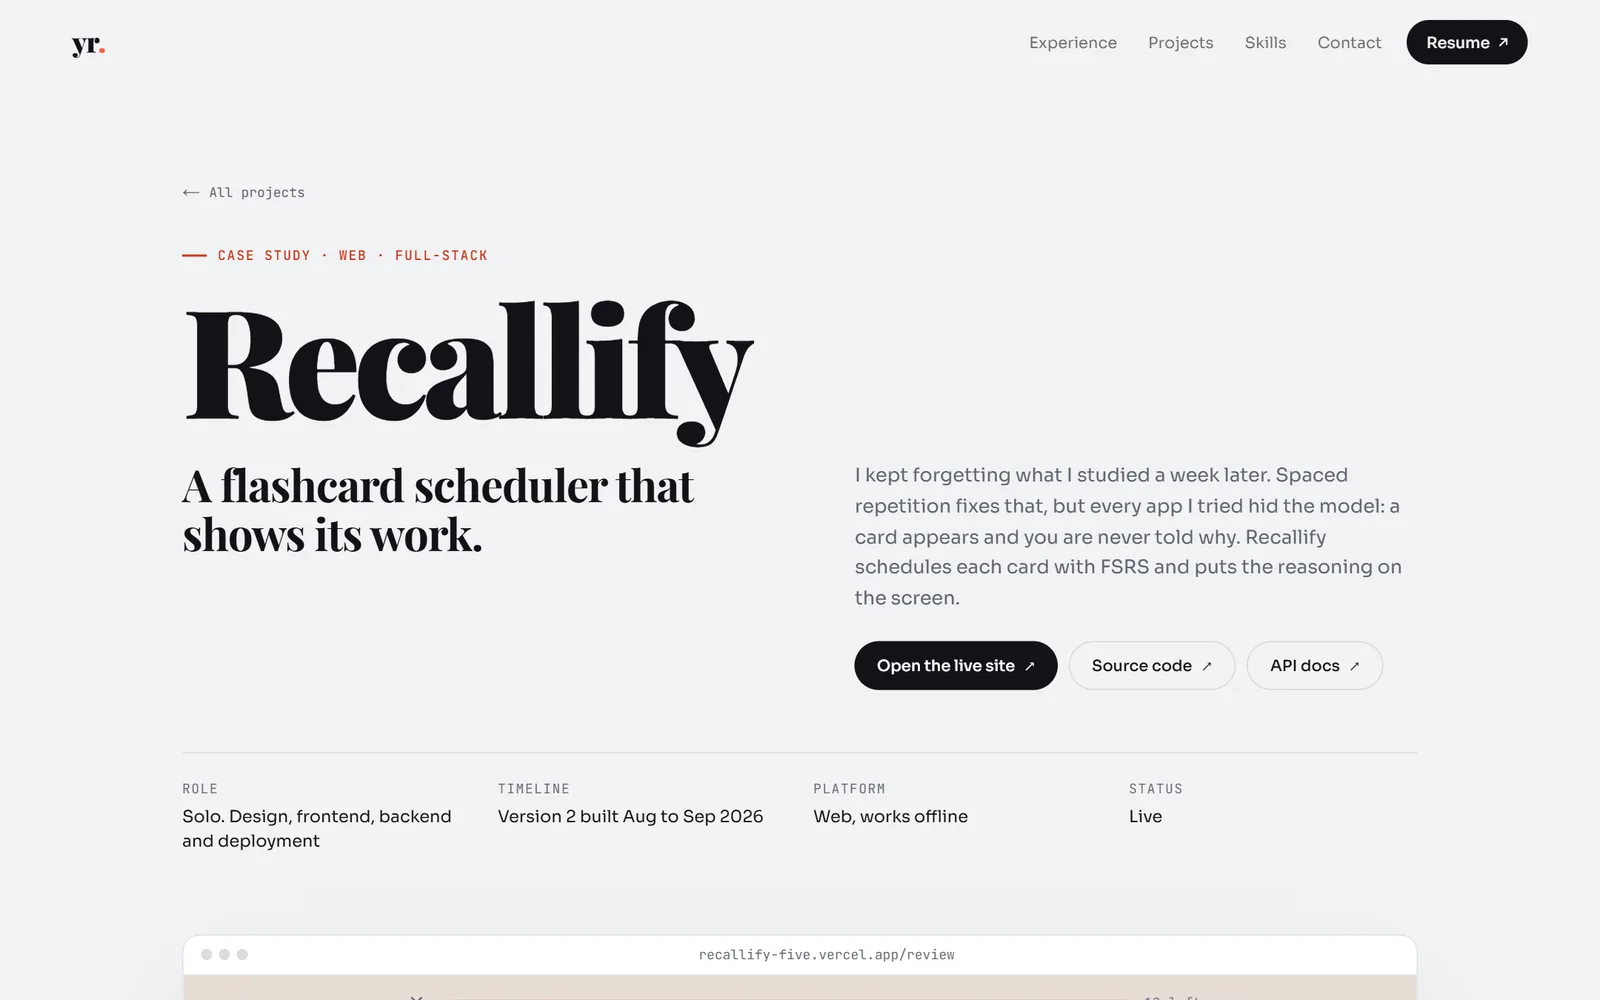 yr.
Experience
Projects
Skills
Contact
Resume ↗
← All projects
CASE STUDY · WEB · FULL-STACK
Recallify
A flashcard scheduler that
shows its work.
I kept forgetting what I studied a week later. Spaced
repetition fixes that, but every app I tried hid the model: a
card appears and you are never told why. Recallify
schedules each card with FSRS and puts the reasoning on
the screen.
Open the live site ↗
Source code ↗
API docs ↗
ROLE
Solo. Design, frontend, backend
and deployment
TIMELINE
Version 2 built Aug to Sep 2026
PLATFORM
Web, works offline
STATUS
Live
recallify-five.vercel.app/review